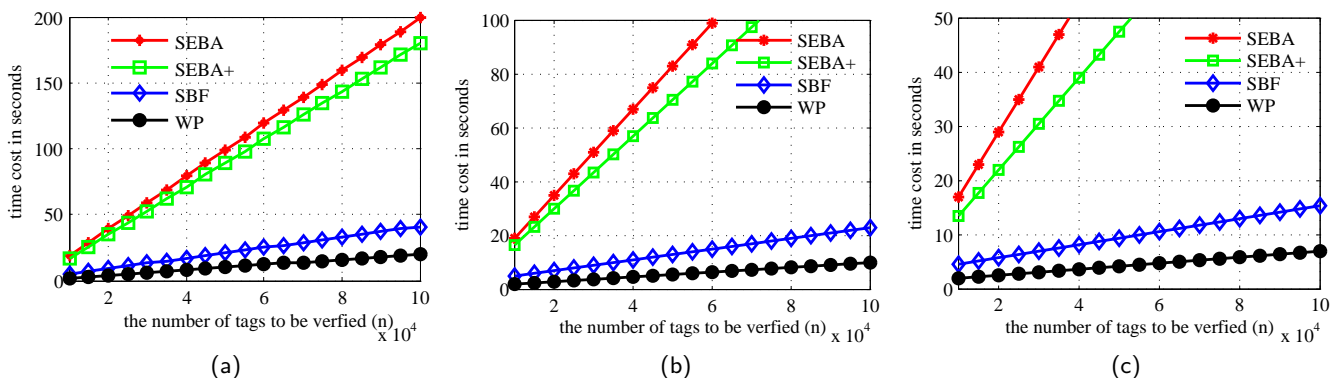 200
150
100
50
0
time cost in seconds
SEBA
SEBA+
SBF
WP
2
4
6
8
10
the number of tags to be verfied (n)
x 10^4
(a)
100
80
60
40
20
0
time cost in seconds
SEBA
SEBA+
SBF
WP
2
4
6
8
10
the number of tags to be verfied (n)
x 10^4
(b)
50
40
30
20
10
0
time cost in seconds
SEBA
SEBA+
SBF
WP
2
4
6
8
10
the number of tags to be verfied (n)
x 10^4
(c)